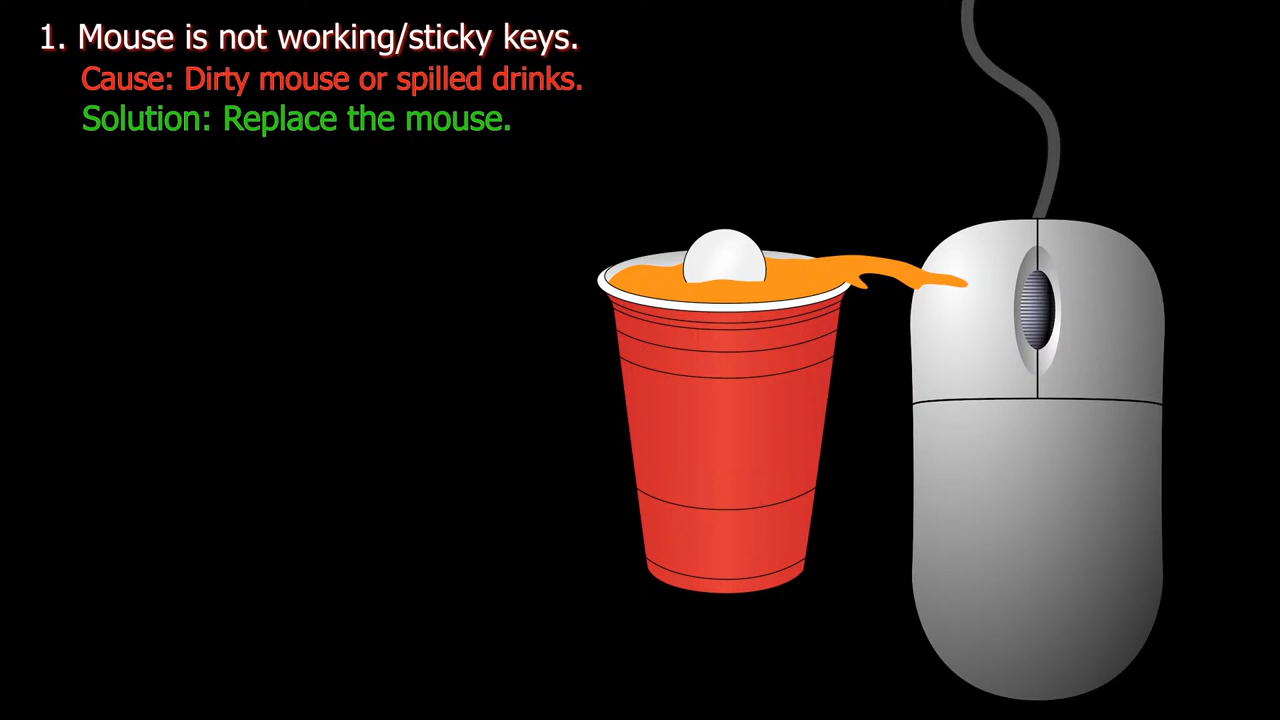 1. Mouse is not working/sticky keys.
Cause: Dirty mouse or spilled drinks.
Solution: Replace the mouse.